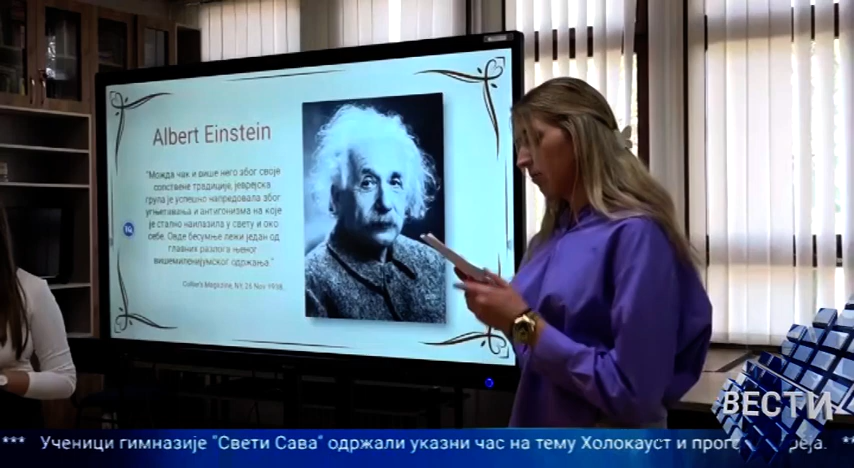 Albert Einstein
"Можда чак и више него због своје
сопствене традиције, јеврејска
група је успешно напредовала због
угњетавања и антигонизма на које
је стално наилазила у свету и око
себе. Овде бесумње лежи један од
главних разлога њеног
вишемиленијумског одржања."
Collier's Magazine, NY, 26 Nov 1938.
ВЕСТИ
*** Ученици гимназије "Свети Сава" одржали указни час на тему Холокауст и